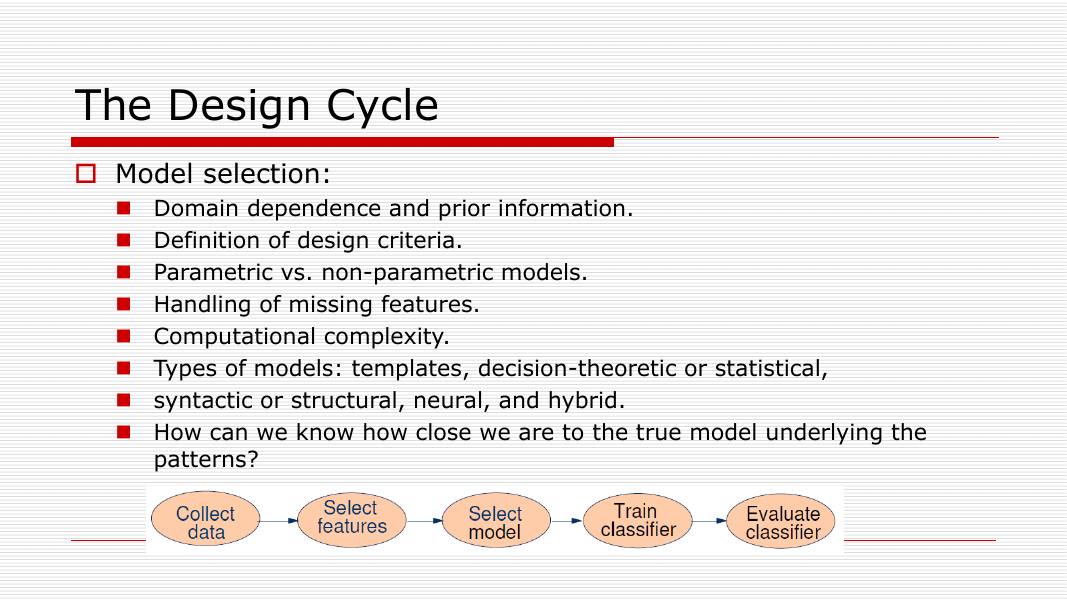 The Design Cycle
Model selection:
Domain dependence and prior information.
Definition of design criteria.
Parametric vs. non-parametric models.
Handling of missing features.
Computational complexity.
Types of models: templates, decision-theoretic or statistical,
syntactic or structural, neural, and hybrid.
How can we know how close we are to the true model underlying the
patterns?
Collect
data
Select
features
Select
model
Train
classifier
Evaluate
classifier